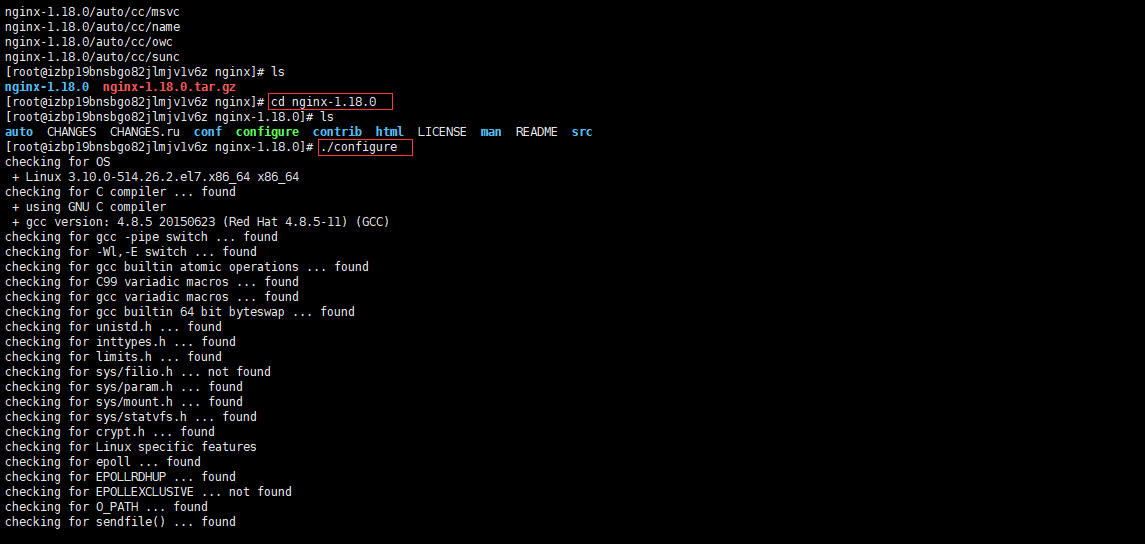 nginx-1.18.0/auto/cc/msvc
nginx-1.18.0/auto/cc/name
nginx-1.18.0/auto/cc/owc
nginx-1.18.0/auto/cc/sunc
[root@izbp19bnsbgo82jlmjv1v6z nginx]# ls
nginx-1.18.0  nginx-1.18.0.tar.gz
[root@izbp19bnsbgo82jlmjv1v6z nginx]# cd nginx-1.18.0
[root@izbp19bnsbgo82jlmjv1v6z nginx-1.18.0]# ls
auto  CHANGES  CHANGES.ru  conf  configure  contrib  html  LICENSE  man  README  src
[root@izbp19bnsbgo82jlmjv1v6z nginx-1.18.0]# ./configure
checking for OS
 + Linux 3.10.0-514.26.2.el7.x86_64 x86_64
checking for C compiler ... found
 + using GNU C compiler
 + gcc version: 4.8.5 20150623 (Red Hat 4.8.5-11) (GCC)
checking for gcc -pipe switch ... found
checking for -Wl,-E switch ... found
checking for gcc builtin atomic operations ... found
checking for C99 variadic macros ... found
checking for gcc variadic macros ... found
checking for gcc builtin 64 bit byteswap ... found
checking for unistd.h ... found
checking for inttypes.h ... found
checking for limits.h ... found
checking for sys/filio.h ... not found
checking for sys/param.h ... found
checking for sys/mount.h ... found
checking for sys/statvfs.h ... found
checking for crypt.h ... found
checking for Linux specific features
checking for epoll ... found
checking for EPOLLRDHUP ... found
checking for EPOLLEXCLUSIVE ... not found
checking for O_PATH ... found
checking for sendfile() ... found